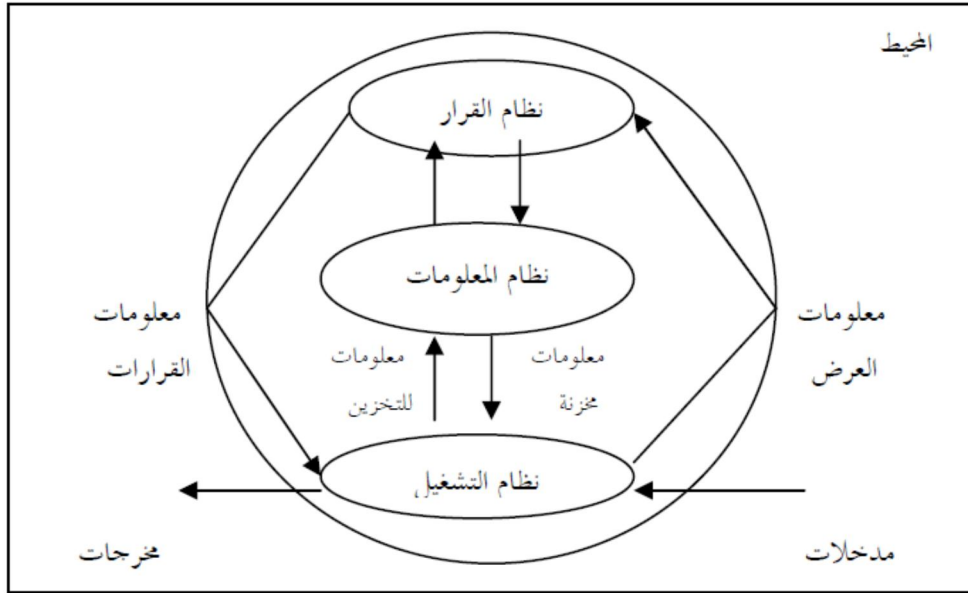 المحيط
نظام القرار
نظام المعلومات
معلومات
العرض
معلومات
القرارات
معلومات
مخزنة
معلومات
للتخزين
نظام التشغيل
مدخلات
مخرجات